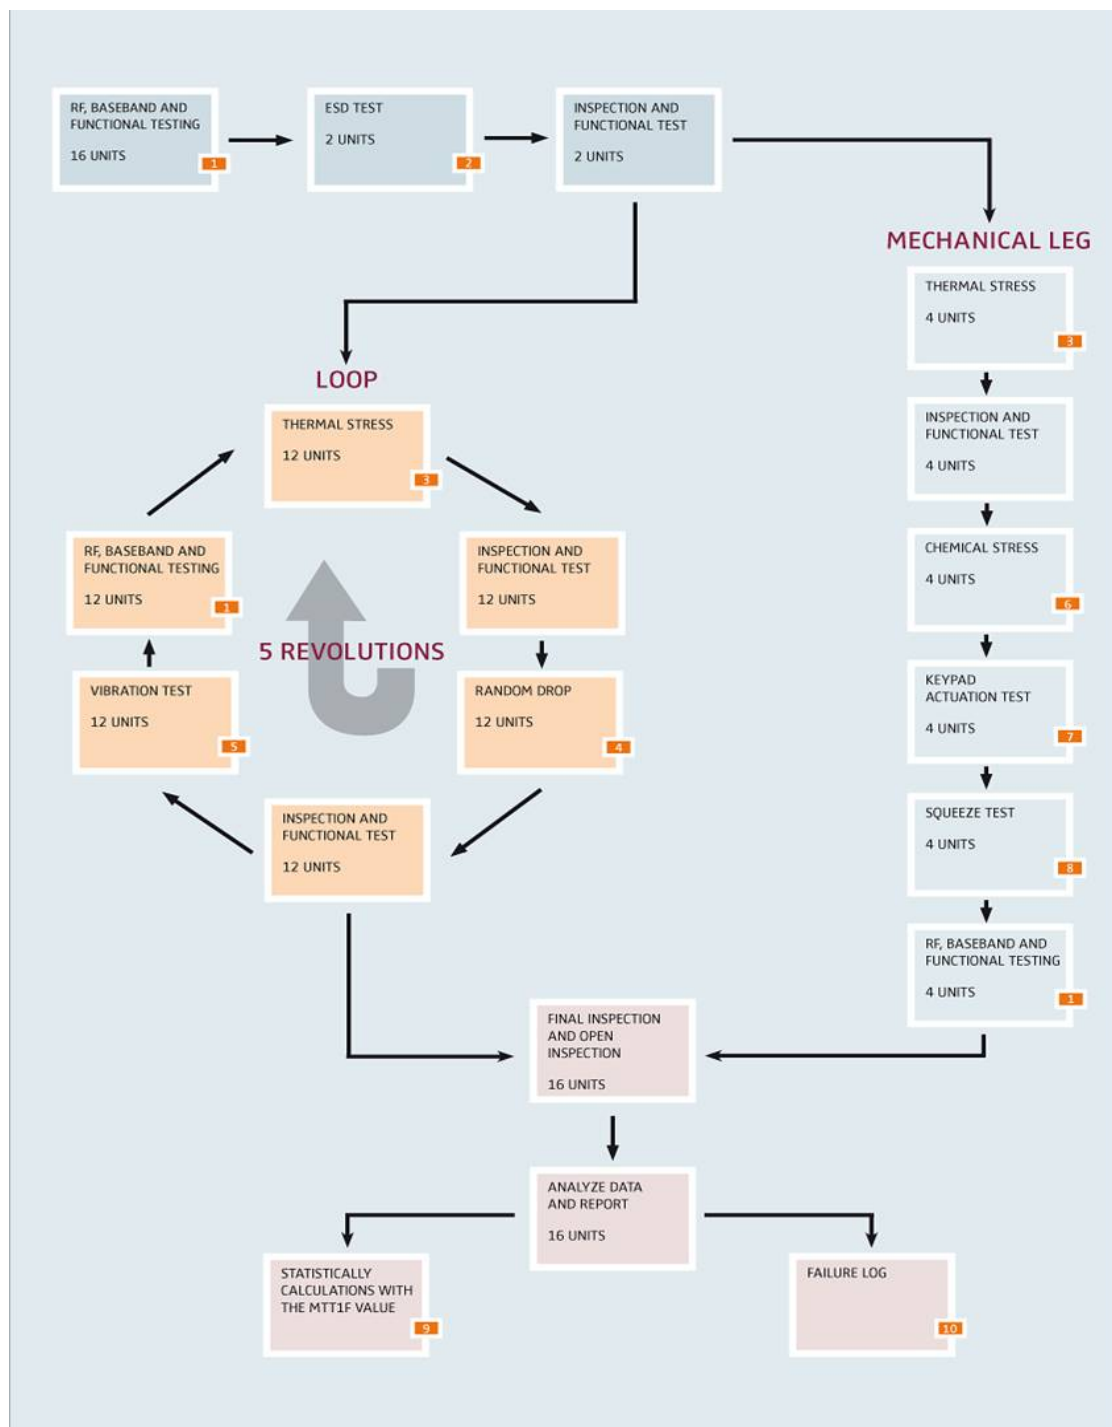 RF, BASEBAND AND
FUNCTIONAL TESTING
16 UNITS
1
ESD TEST
2 UNITS
2
INSPECTION AND
FUNCTIONAL TEST
2 UNITS
MECHANICAL LEG
THERMAL STRESS
4 UNITS
3
INSPECTION AND
FUNCTIONAL TEST
4 UNITS
CHEMICAL STRESS
4 UNITS
6
KEYPAD
ACTUATION TEST
4 UNITS
7
SQUEEZE TEST
4 UNITS
8
RF, BASEBAND AND
FUNCTIONAL TESTING
4 UNITS
1
LOOP
THERMAL STRESS
12 UNITS
3
INSPECTION AND
FUNCTIONAL TEST
12 UNITS
RANDOM DROP
12 UNITS
4
INSPECTION AND
FUNCTIONAL TEST
12 UNITS
VIBRATION TEST
12 UNITS
5
RF, BASEBAND AND
FUNCTIONAL TESTING
12 UNITS
1
5 REVOLUTIONS
FINAL INSPECTION
AND OPEN
INSPECTION
16 UNITS
ANALYZE DATA
AND REPORT
16 UNITS
STATISTICALLY
CALCULATIONS WITH
THE MTT1F VALUE
9
FAILURE LOG
10